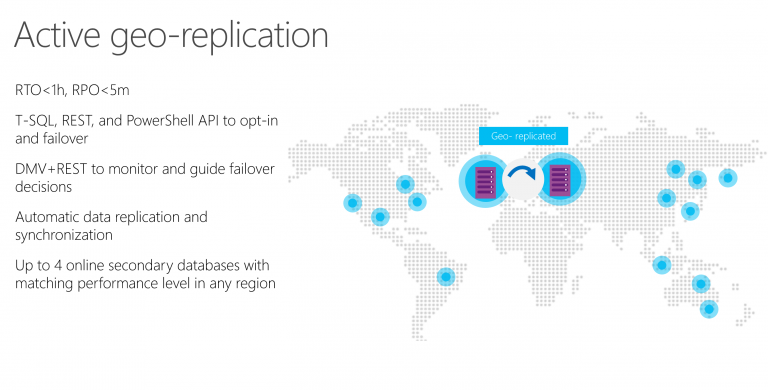 Active geo-replication
RTO<1h, RPO<5m
T-SQL, REST, and PowerShell API to opt-in
and failover
DMV+REST to monitor and guide failover
decisions
Automatic data replication and
synchronization
Up to 4 online secondary databases with
matching performance level in any region
Geo- replicated